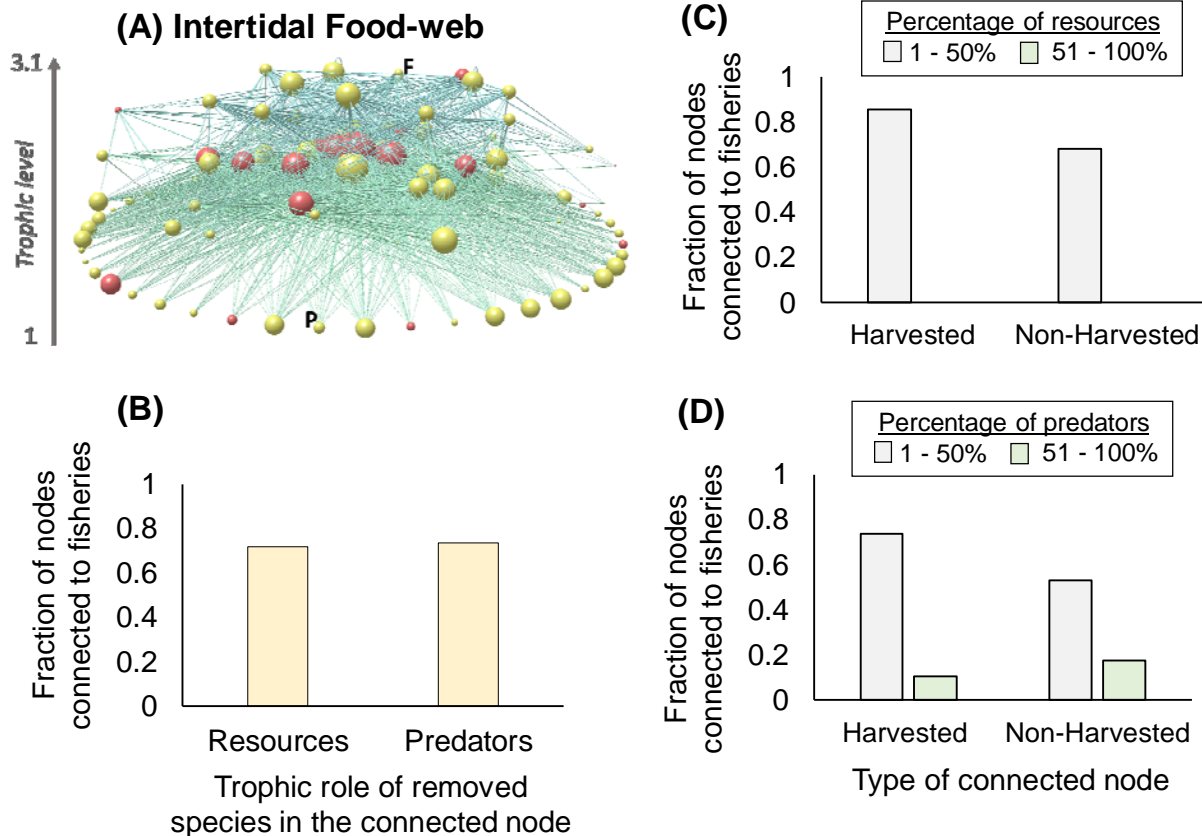 (A) Intertidal Food-web
3.1
Trophic level
1
F
P
(B)
Fraction of nodes
connected to fisheries
1
0.8
0.6
0.4
0.2
0
Resources
Predators
Trophic role of removed
species in the connected node
(C)
Percentage of resources
1 - 50%
51 - 100%
Fraction of nodes
connected to fisheries
1
0.8
0.6
0.4
0.2
0
Harvested
Non-Harvested
(D)
Percentage of predators
1 - 50%
51 - 100%
Fraction of nodes
connected to fisheries
1
0.8
0.6
0.4
0.2
0
Harvested
Non-Harvested
Type of connected node